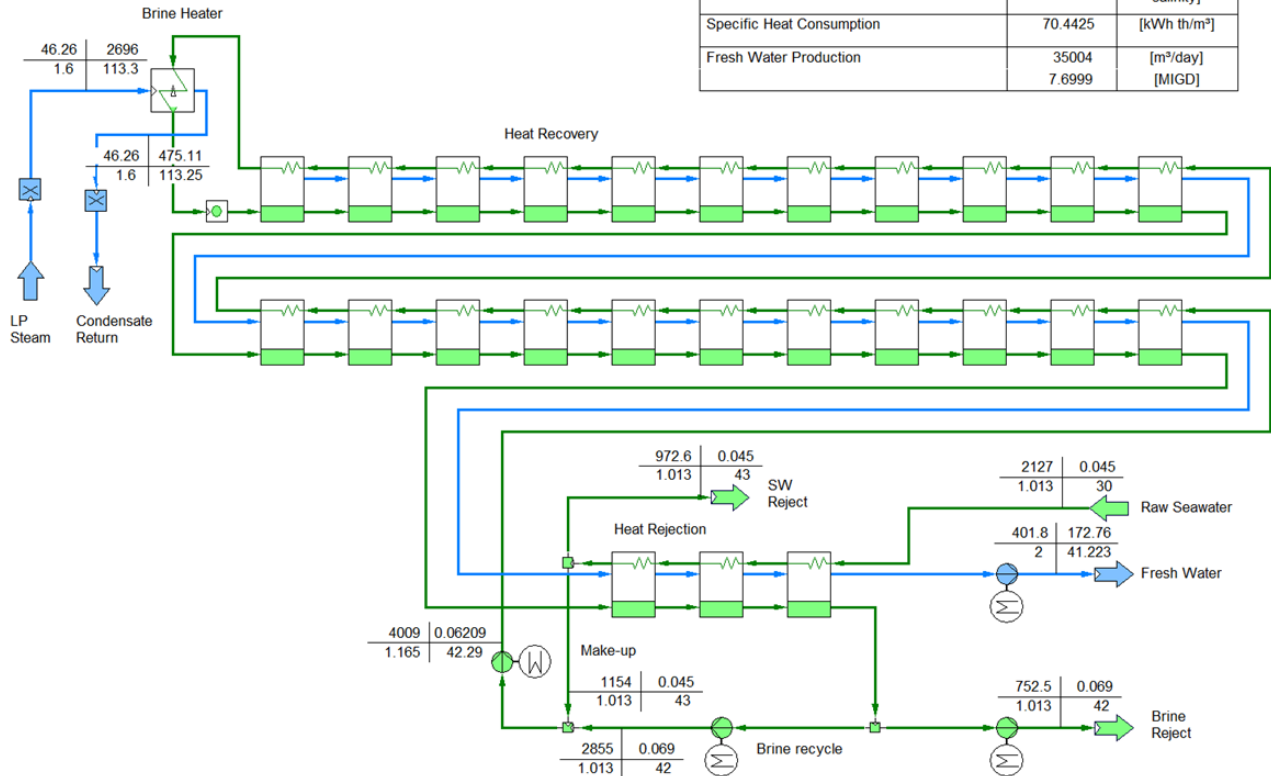 Brine Heater
salinity]
Specific Heat Consumption 70.4425 [kWh th/m³]
Fresh Water Production 35004 [m³/day]
7.6999 [MIGD]
46.26 2696
1.6 113.3
Heat Recovery
46.26 475.11
1.6 113.25
LP
Steam
Condensate
Return
972.6 0.045
1.013 43
SW
Reject
2127 0.045
1.013 30
Raw Seawater
Heat Rejection
401.8 172.76
2 41.223
Fresh Water
4009 0.06209
1.165 42.29
Make-up
1154 0.045
1.013 43
752.5 0.069
1.013 42
Brine
Reject
Brine recycle
2855 0.069
1.013 42